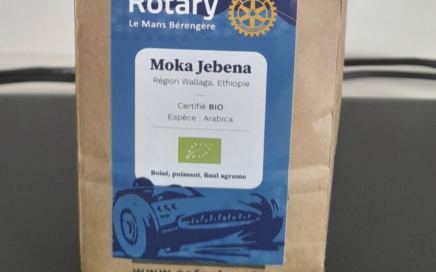 Rotary
Le Mans Bérengère
Moka Jebena
Région Wallaga, Ethiopie
Certifié BIO
Espèce : Arabica
Boisé, puissant, final agrume